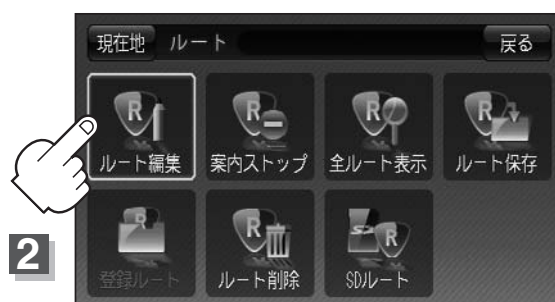 現在地 ルート 戻る
R R R R
ルート編集 案内ストップ 全ルート表示 ルート保存
R R SD R
2 登録ルート ルート削除 SDルート